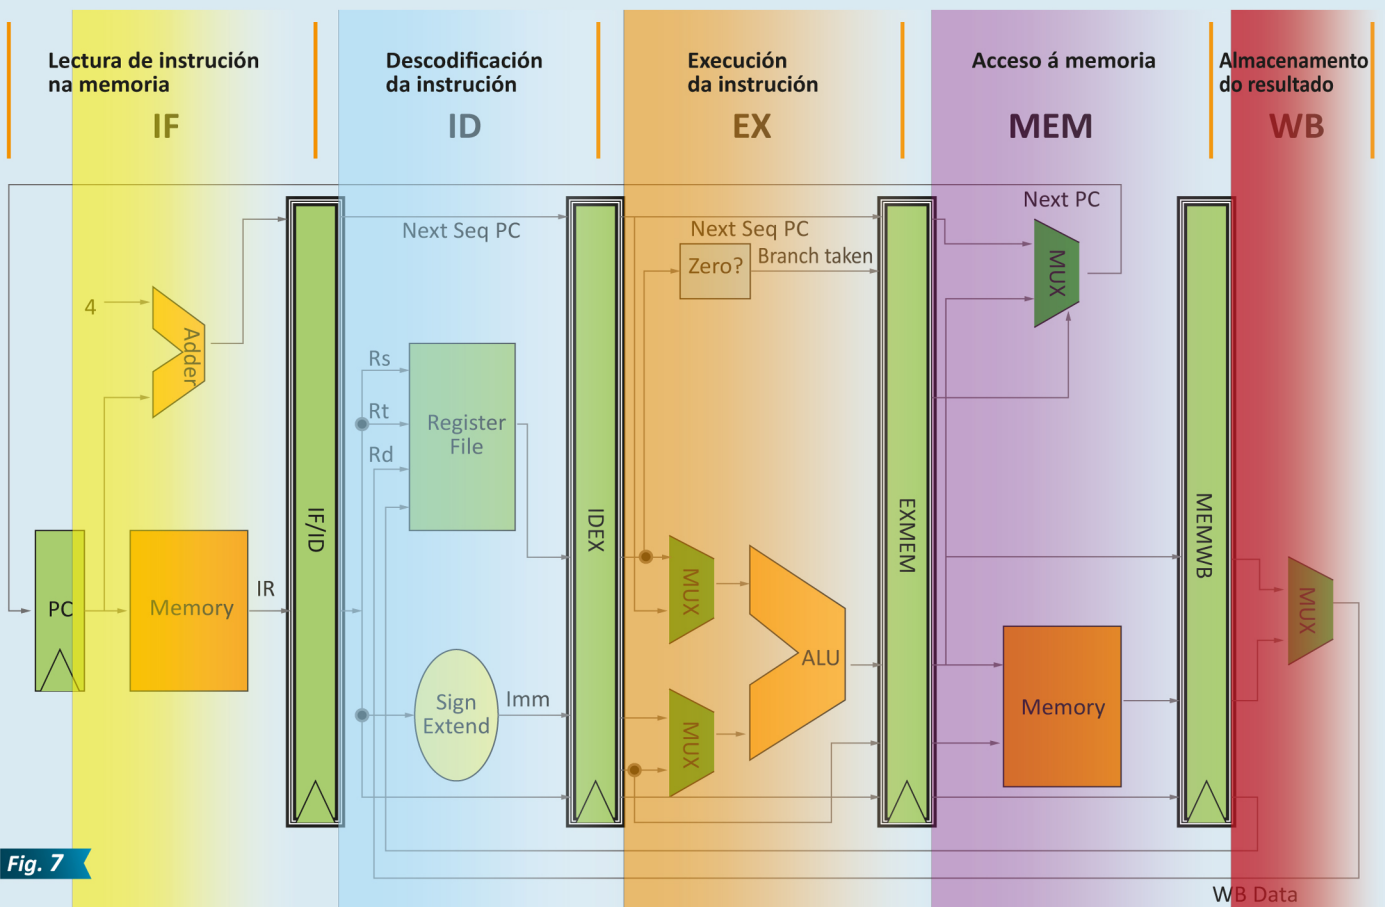 Lectura de instrución
na memoria
IF
Descodificación
da instrución
ID
Execución
da instrución
EX
Acceso á memoria
MEM
Almacenamento
do resultado
WB
Next PC
Next Seq PC
Next Seq PC
Zero?
Branch taken
MUX
4
Adder
Rs
Rt
Rd
Register
File
IF/ID
IDEX
EXMEM
MEMWB
PC
Memory
IR
MUX
ALU
MUX
MUX
Sign
Extend
Imm
Memory
Fig. 7
WB Data